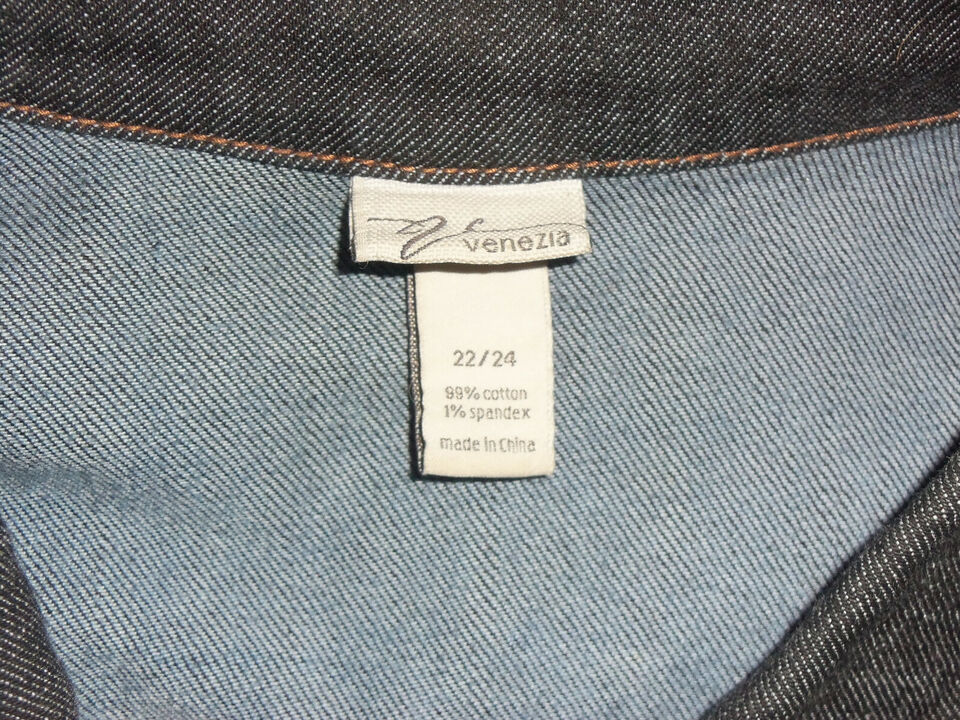 venezia
22/24
99% cotton
1% spandex
made in China